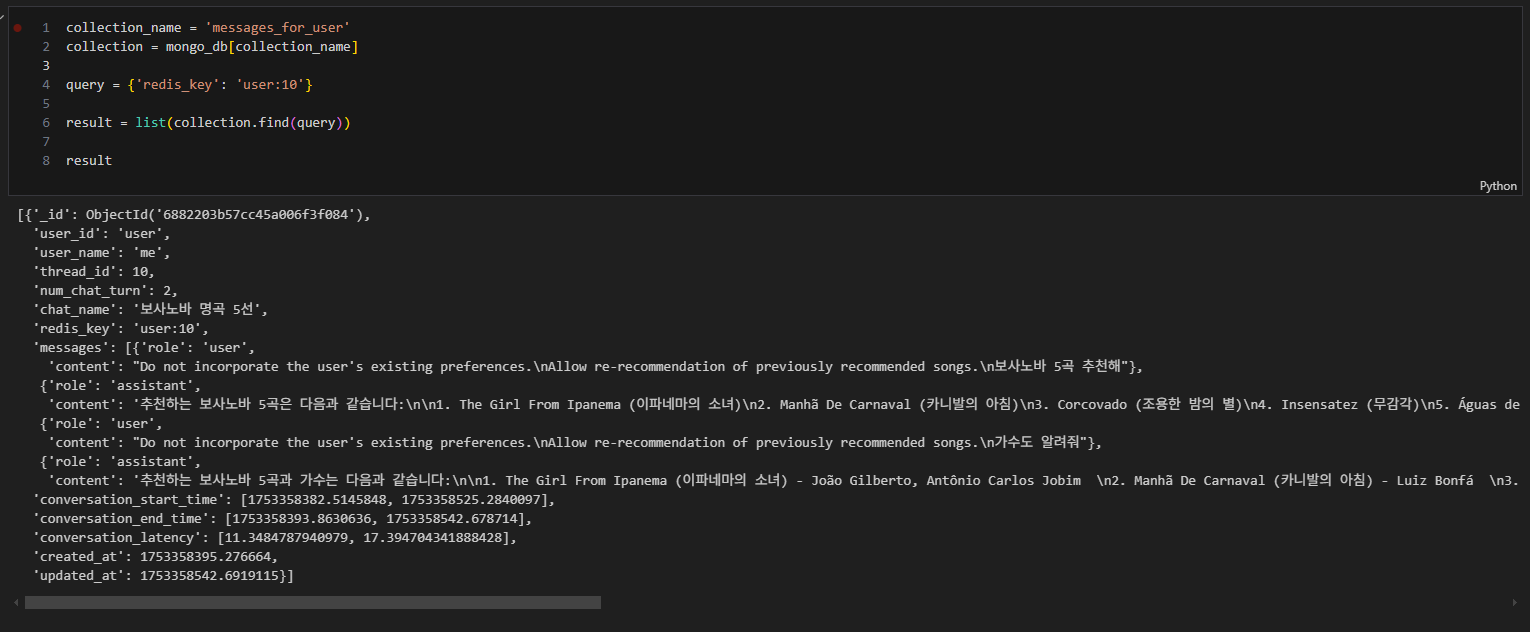 1 collection_name = 'messages_for_user'
2 collection = mongo_db[collection_name]
3
4 query = {'redis_key': 'user:10'}
5
6 result = list(collection.find(query))
7
8 result
Python
[{'_id': ObjectId('6882203b57cc45a006f3f084'),
'user_id': 'user',
'user_name': 'me',
'thread_id': 10,
'num_chat_turn': 2,
'chat_name': '보사노바 명곡 5선',
'redis_key': 'user:10',
'messages': [{'role': 'user',
'content': "Do not incorporate the user's existing preferences.\nAllow re-recommendation of previously recommended songs.\n보사노바 5곡 추천해"},
{'role': 'assistant',
'content': '추천하는 보사노바 5곡은 다음과 같습니다:\n\n1. The Girl From Ipanema (이파네마의 소녀)\n2. Manhã De Carnaval (카니발의 아침)\n3. Corcovado (조용한 밤의 별)\n4. Insensatez (무감각)\n5. Águas de
{'role': 'user',
'content': "Do not incorporate the user's existing preferences.\nAllow re-recommendation of previously recommended songs.\n가수도 알려줘"},
{'role': 'assistant',
'content': '추천하는 보사노바 5곡과 가수는 다음과 같습니다:\n\n1. The Girl From Ipanema (이파네마의 소녀) - João Gilberto, Antônio Carlos Jobim  \n2. Manhã De Carnaval (카니발의 아침) - Luiz Bonfá  \n3.
'conversation_start_time': [1753358382.5145848, 1753358525.2840097],
'conversation_end_time': [1753358393.8630636, 1753358542.678714],
'conversation_latency': [11.3484787940979, 17.394704341888428],
'created_at': 1753358395.276664,
'updated_at': 1753358542.6919115}]